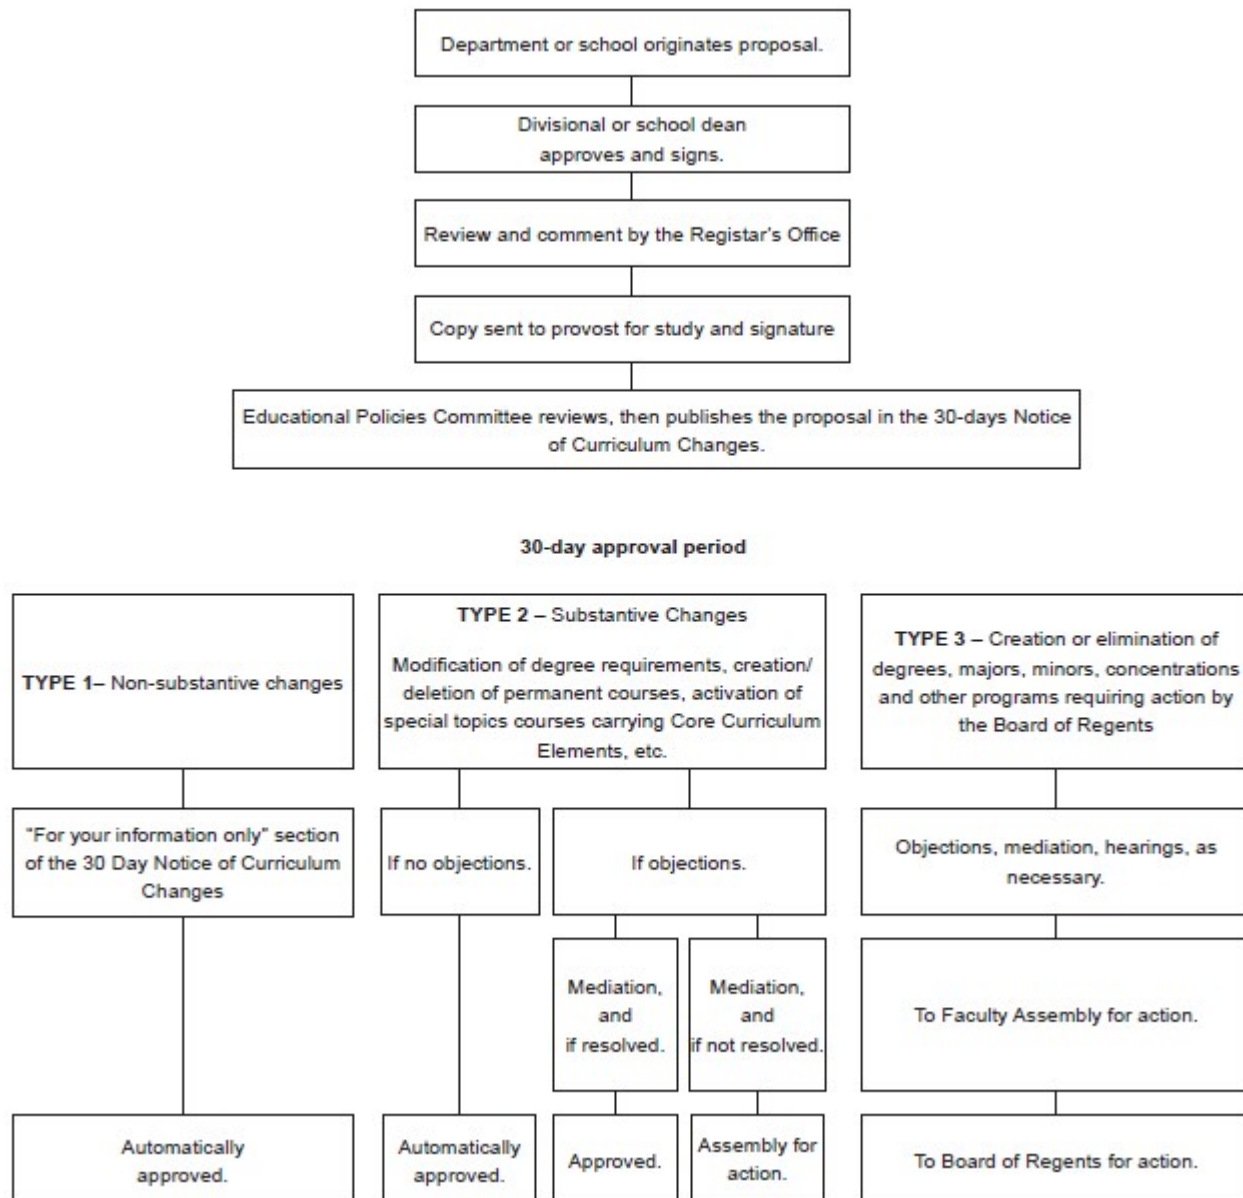 Department or school originates proposal.
Divisional or school dean
approves and signs.
Review and comment by the Registar's Office
Copy sent to provost for study and signature
Educational Policies Committee reviews, then publishes the proposal in the 30-days Notice
of Curriculum Changes.
30-day approval period
TYPE 1– Non-substantive changes
TYPE 2 – Substantive Changes
Modification of degree requirements, creation/
deletion of permanent courses, activation of
special topics courses carrying Core Curriculum
Elements, etc.
TYPE 3 – Creation or elimination of
degrees, majors, minors, concentrations
and other programs requiring action by
the Board of Regents
"For your information only" section
of the 30 Day Notice of Curriculum
Changes
If no objections.
If objections.
Objections, mediation, hearings, as
necessary.
Mediation,
and
if resolved.
Mediation,
and
if not resolved.
To Faculty Assembly for action.
Automatically
approved.
Automatically
approved.
Approved.
Assembly for
action.
To Board of Regents for action.